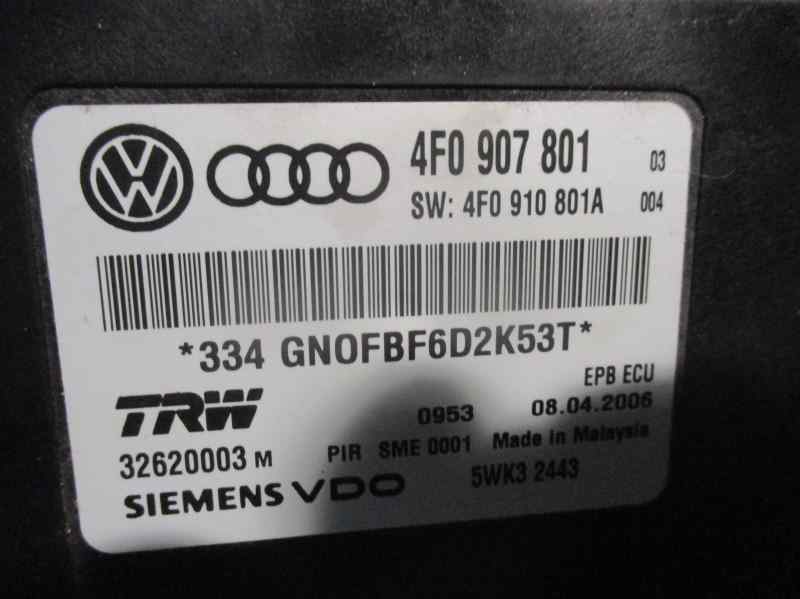 4F0 907 801 03
SW: 4F0 910 801A 004
*334 GN0FBF6D2K53T*
EPB ECU
TRW 0953 08.04.2006
32620003 M PIR SME 0001 Made in Malaysia
SIEMENS VDO 5WK3 2443